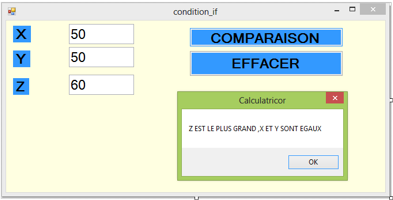 condition_if
X 50
COMPARAISON
Y 50
EFFACER
Z 60
Calculatricor
Z EST LE PLUS GRAND ,X ET Y SONT EGAUX
OK